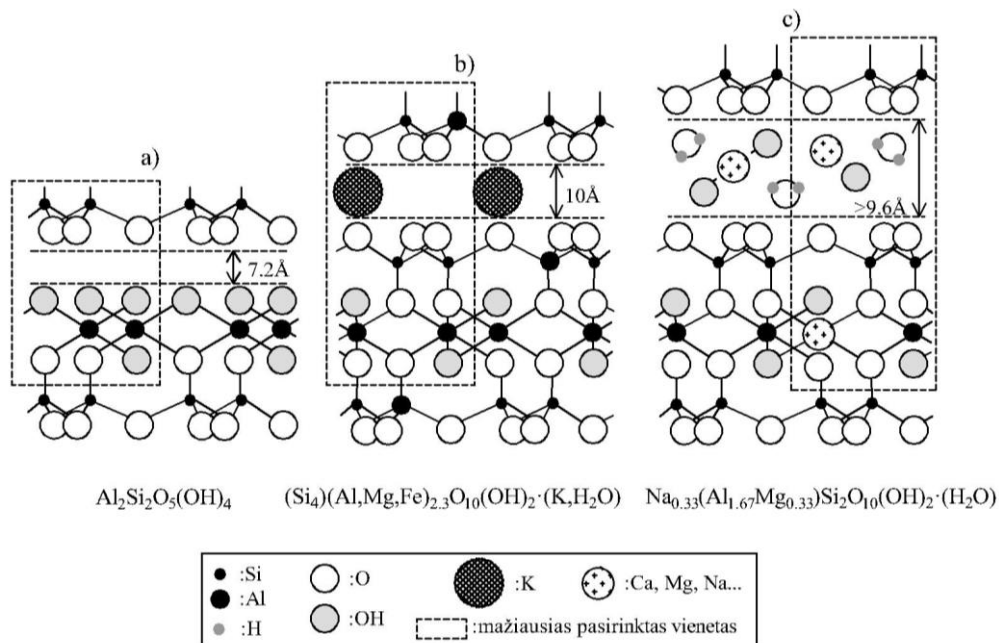 a)
b)
c)
7.2Å
10Å
>9.6Å
Al₂Si₂O₅(OH)₄
(Si₄)(Al,Mg,Fe)₂.₃O₁₀(OH)₂·(K,H₂O)
Na₀.₃₃(Al₁.₆₇Mg₀.₃₃)Si₂O₁₀(OH)₂·(H₂O)
:Si
:O
:K
:Ca, Mg, Na...
:Al
:OH
:H
:mažiausias pasirinktas vienetas